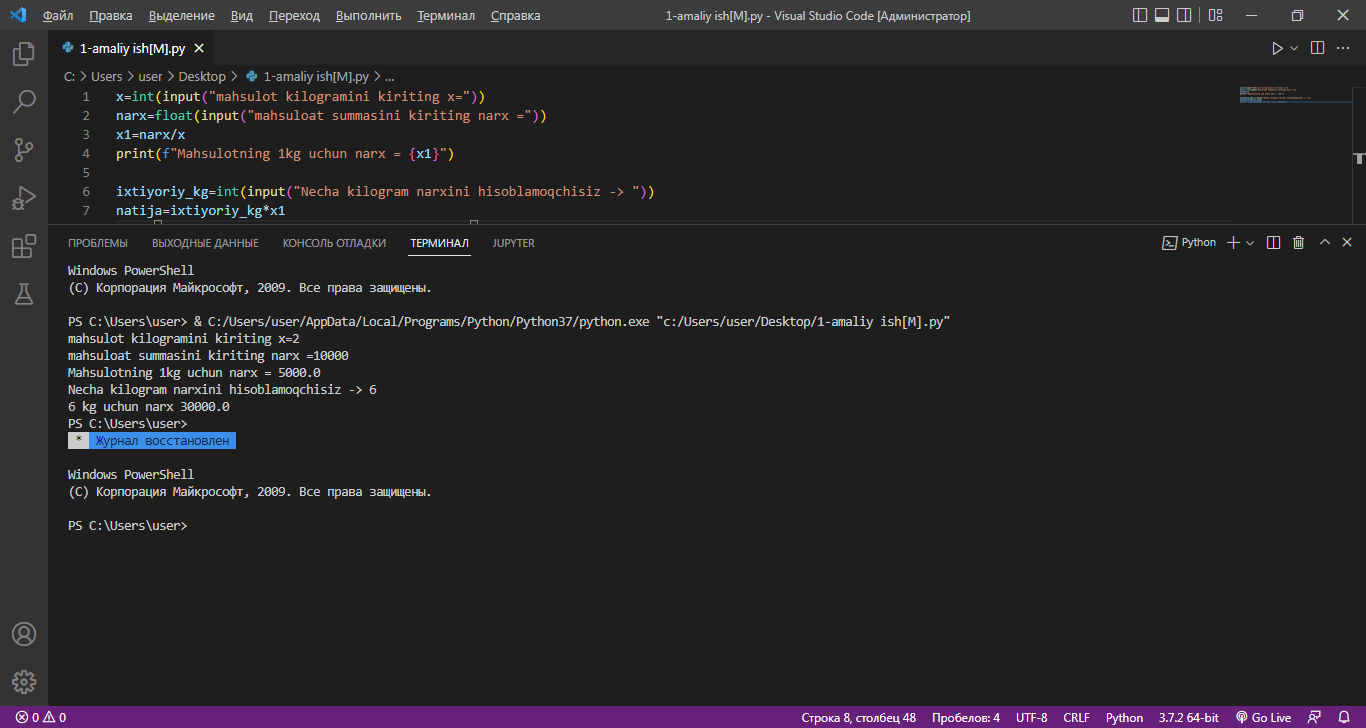 Файл Правка Выделение Вид Переход Выполнить Терминал Справка 1-amaliy ish[M].py - Visual Studio Code [Администратор]
1-amaliy ish[M].py
C: > Users > user > Desktop > 1-amaliy ish[M].py > ...
1 x=int(input("mahsulot kilogramini kiriting x="))
2 narx=float(input("mahsuloat summasini kiriting narx ="))
3 x1=narx/x
4 print(f"Mahsulotning 1kg uchun narx = {x1}")
5
6 ixtiyoriy_kg=int(input("Necha kilogram narxini hisoblamoqchisiz -> "))
7 natija=ixtiyoriy_kg*x1
ПРОБЛЕМЫ ВЫХОДНЫЕ ДАННЫЕ КОНСОЛЬ ОТЛАДКИ ТЕРМИНАЛ JUPYTER Python
Windows PowerShell
(C) Корпорация Майкрософт, 2009. Все права защищены.
PS C:\Users\user> & C:/Users/user/AppData/Local/Programs/Python/Python37/python.exe "c:/Users/user/Desktop/1-amaliy ish[M].py"
mahsulot kilogramini kiriting x=2
mahsuloat summasini kiriting narx =10000
Mahsulotning 1kg uchun narx = 5000.0
Necha kilogram narxini hisoblamoqchisiz -> 6
6 kg uchun narx 30000.0
PS C:\Users\user>
* Журнал восстановлен
Windows PowerShell
(C) Корпорация Майкрософт, 2009. Все права защищены.
PS C:\Users\user>
0 0 Строка 8, столбец 48 Пробелов: 4 UTF-8 CRLF Python 3.7.2 64-bit Go Live